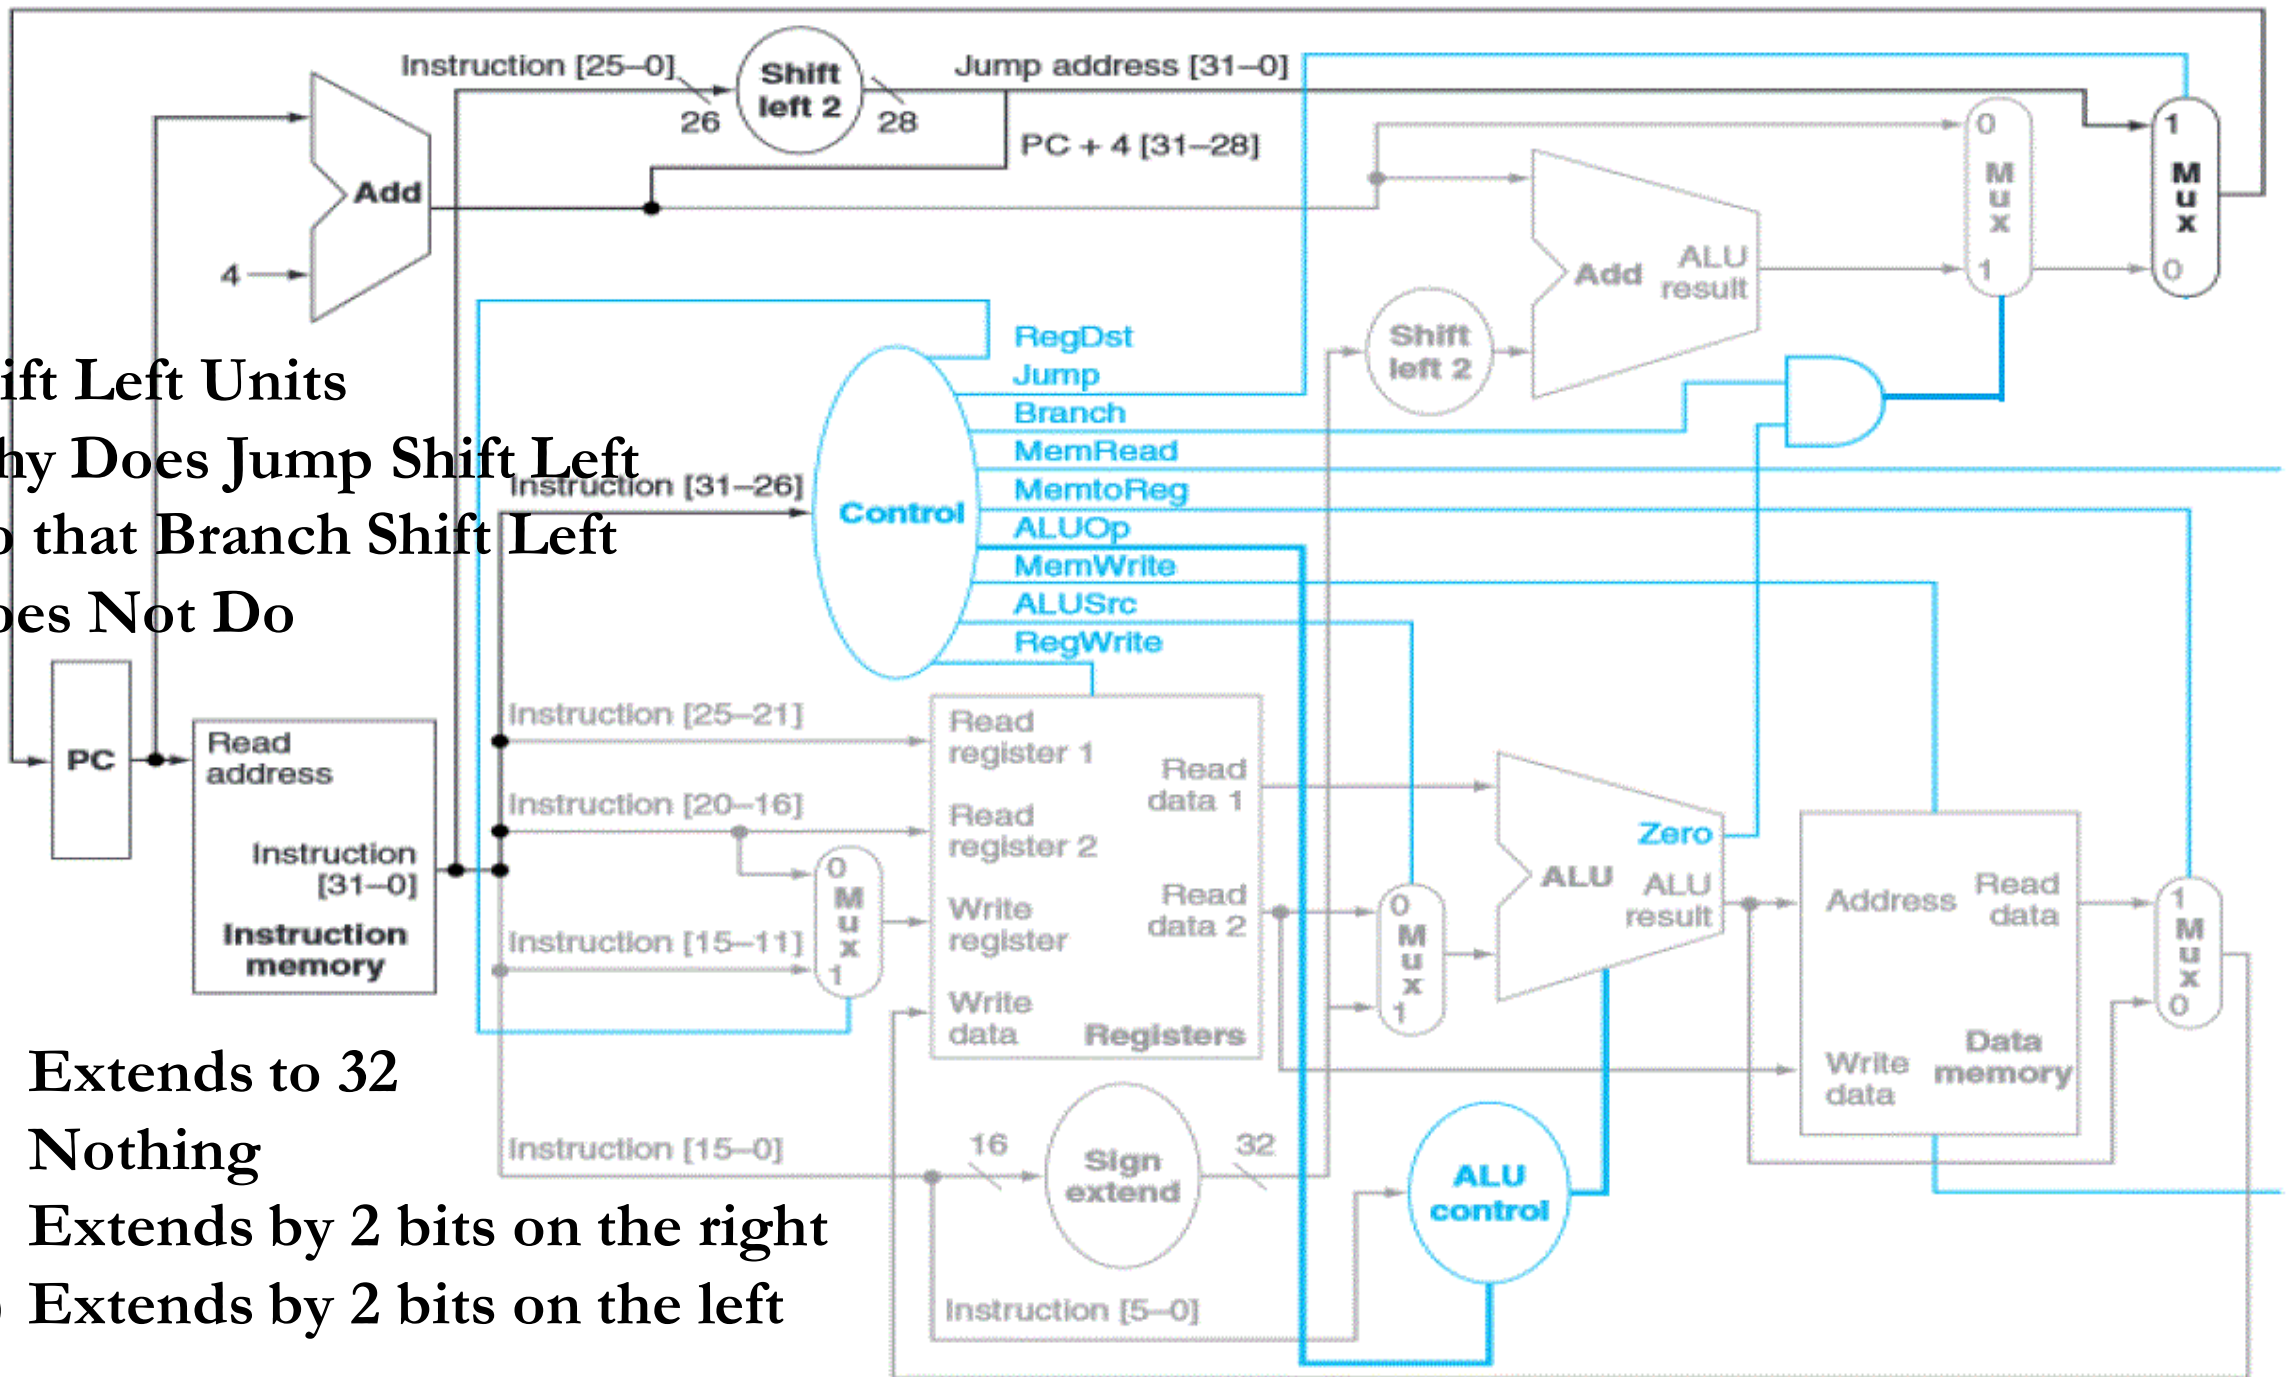 Instruction [25–0]
Shift
left 2
Jump address [31–0]
26
28
PC + 4 [31–28]
Add
4
0
M
u
x
1
1
M
u
x
0
Add
ALU
result
Shift
left 2
ift Left Units
hy Does Jump Shift Left
o that Branch Shift Left
oes Not Do
RegDst
Jump
Branch
MemRead
MemtoReg
ALUOp
MemWrite
ALUSrc
RegWrite
Instruction [31–26]
Control
PC
Read
address
Instruction
[31–0]
Instruction
memory
Instruction [25–21]
Instruction [20–16]
Instruction [15–11]
0
M
u
x
1
Read
register 1
Read
register 2
Write
register
Write
data
Read
data 1
Read
data 2
Registers
0
M
u
x
1
Zero
ALU
ALU
result
Address
Read
data
Write
data
Data
memory
1
M
u
x
0
Instruction [15–0]
16
Sign
extend
32
ALU
control
Instruction [5–0]
Extends to 32
Nothing
Extends by 2 bits on the right
) Extends by 2 bits on the left